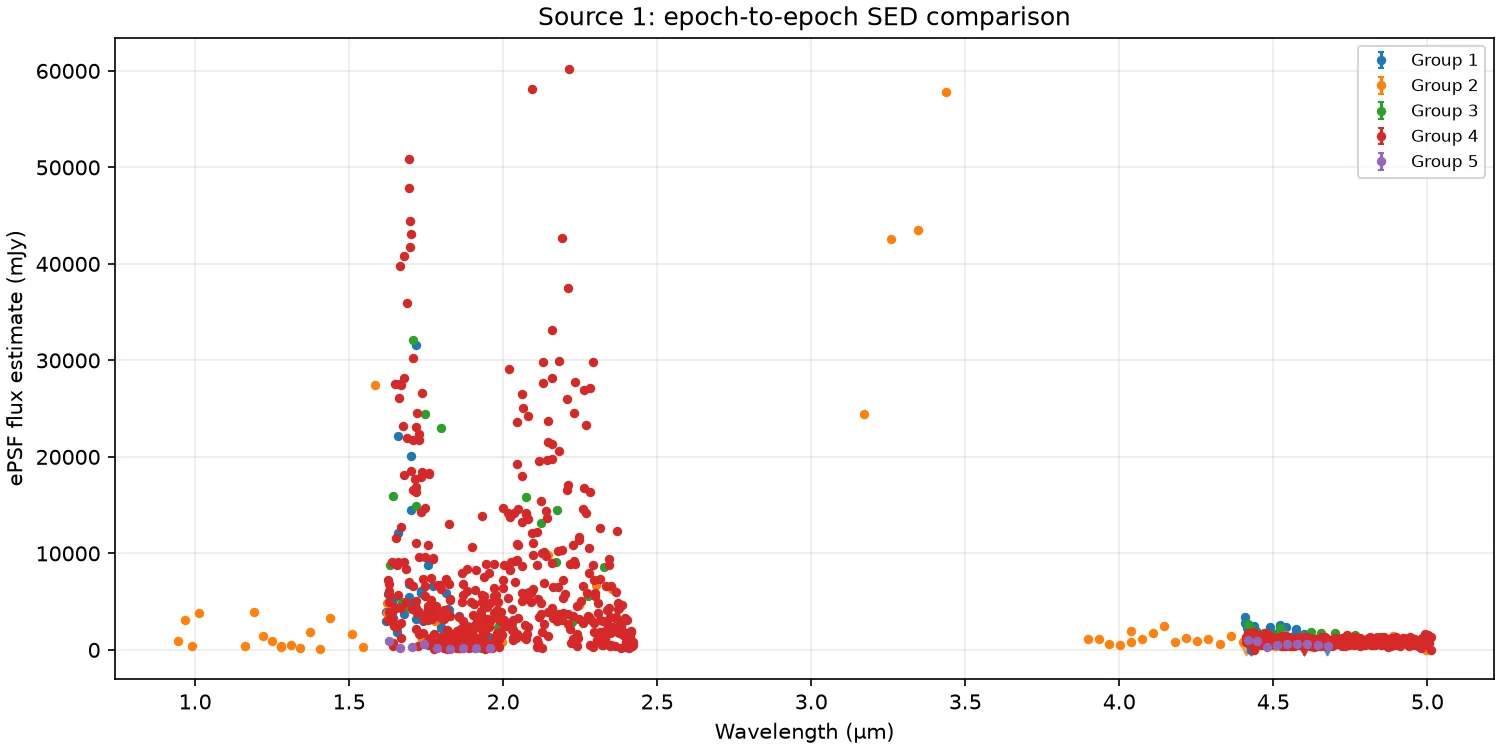 Source 1: epoch-to-epoch SED comparison
ePSF flux estimate (mJy)
60000
50000
40000
30000
20000
10000
0
1.0 1.5 2.0 2.5 3.0 3.5 4.0 4.5 5.0
Wavelength (µm)
Group 1
Group 2
Group 3
Group 4
Group 5